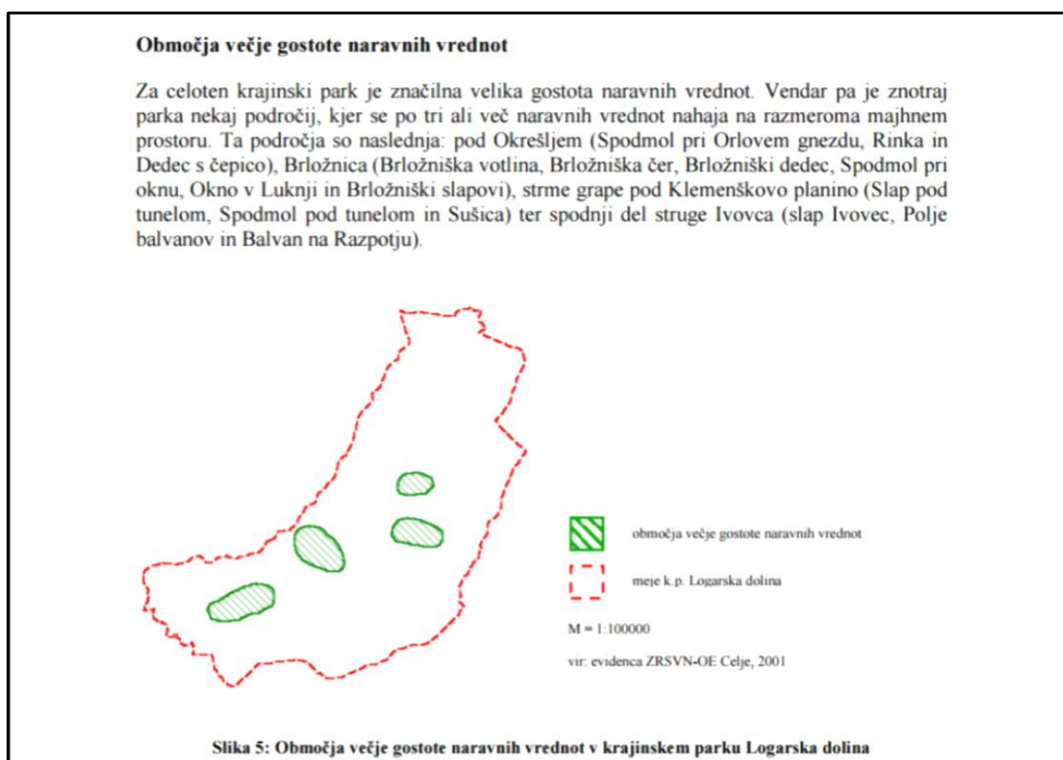 Območja večje gostote naravnih vrednot
Za celoten krajinski park je značilna velika gostota naravnih vrednot. Vendar pa je znotraj
parka nekaj področij, kjer se po tri ali več naravnih vrednot nahaja na razmeroma majhnem
prostoru. Ta področja so naslednja: pod Okrešljem (Spodmol pri Orlovem gnezdu, Rinka in
Dedec s čepico), Brložnica (Brložniška votlina, Brložniška čer, Brložniški dedec, Spodmol pri
oknu, Okno v Luknji in Brložniški slapovi), strme grape pod Klemenškovo planino (Slap pod
tunelom, Spodmol pod tunelom in Sušica) ter spodnji del struge Ivovca (slap Ivovec, Polje
balvanov in Balvan na Razpotju).
območja večje gostote naravnih vrednot
meje k.p. Logarska dolina
M = 1:100000
vir: evidenca ZRSVN-OE Celje, 2001
Slika 5: Območja večje gostote naravnih vrednot v krajinskem parku Logarska dolina